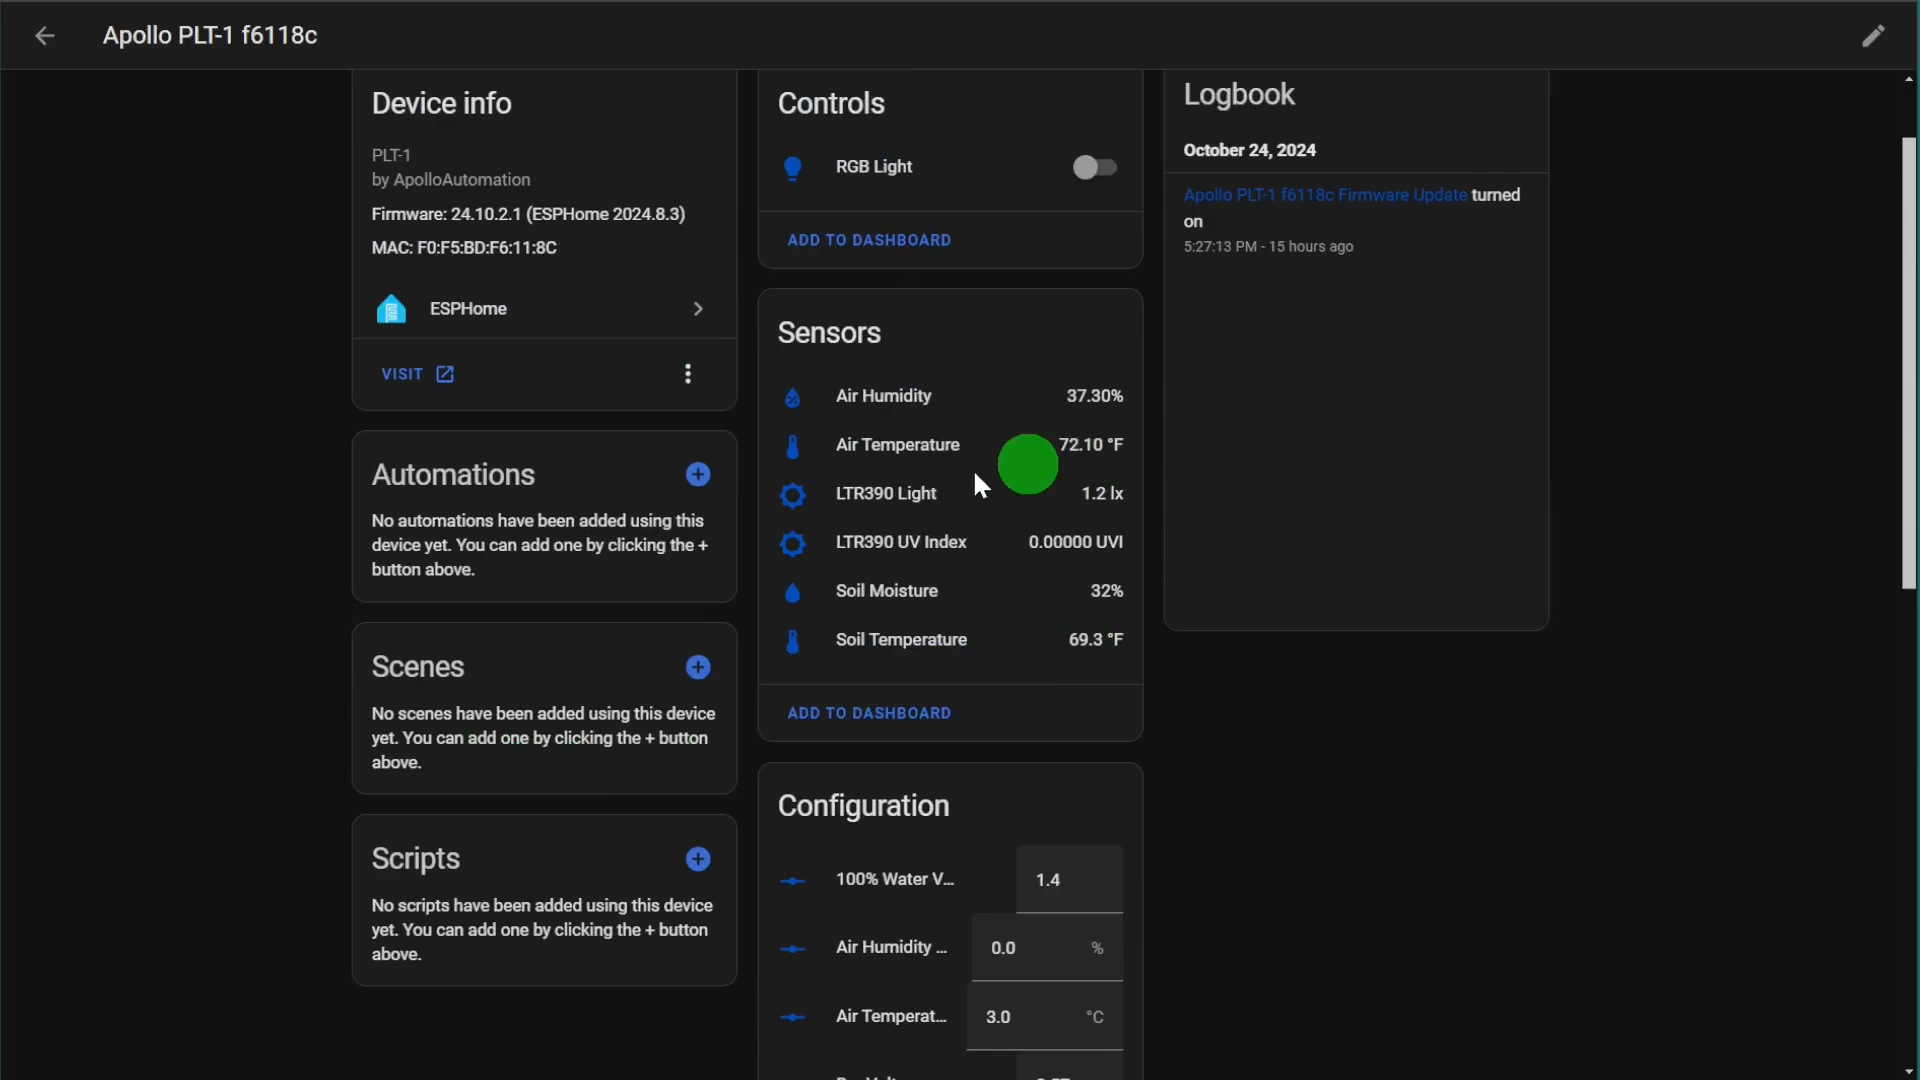 Apollo PLT-1 f6118c
Device info
PLT-1
by ApolloAutomation
Firmware: 24.10.2.1 (ESPHome 2024.8.3)
MAC: F0:F5:BD:F6:11:8C
ESPHome
VISIT
Automations
No automations have been added using this
device yet. You can add one by clicking the +
button above.
Scenes
No scenes have been added using this device
yet. You can add one by clicking the + button
above.
Scripts
No scripts have been added using this device
yet. You can add one by clicking the + button
above.
Controls
RGB Light
ADD TO DASHBOARD
Sensors
Air Humidity 37.30%
Air Temperature 72.10 °F
LTR390 Light 1.2 lx
LTR390 UV Index 0.00000 UVI
Soil Moisture 32%
Soil Temperature 69.3 °F
ADD TO DASHBOARD
Configuration
100% Water V... 1.4
Air Humidity ... 0.0 %
Air Temperat... 3.0 °C
Logbook
October 24, 2024
Apollo PLT-1 f6118c Firmware Update turned
on
5:27:13 PM - 15 hours ago